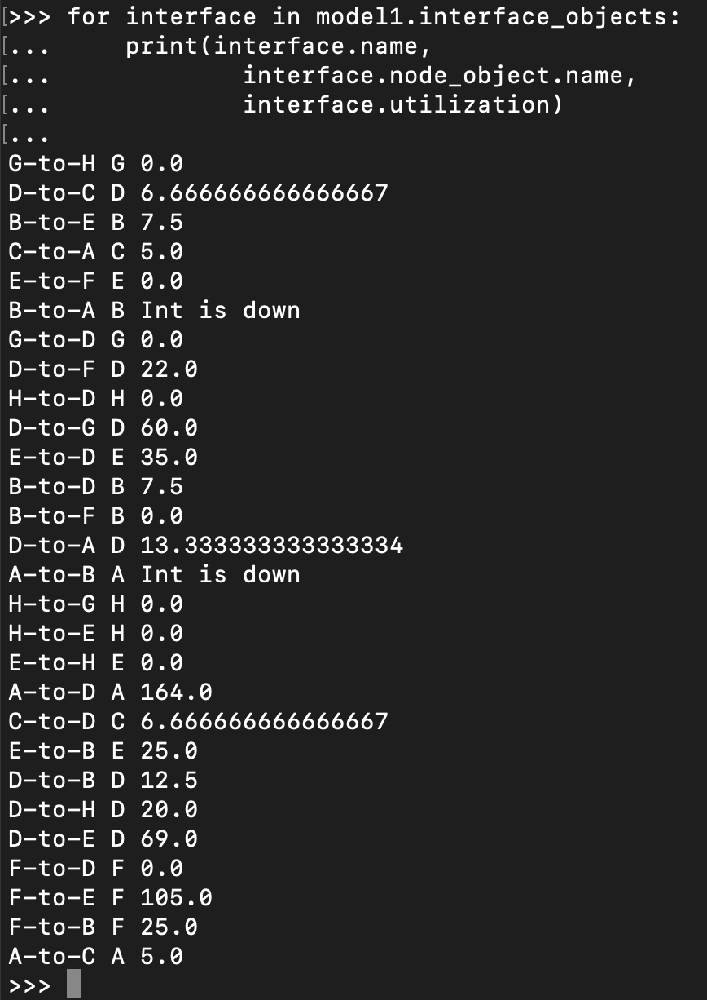 >>> for interface in model1.interface_objects:
...     print(interface.name,
...             interface.node_object.name,
...             interface.utilization)
...
G-to-H G 0.0
D-to-C D 6.666666666666667
B-to-E B 7.5
C-to-A C 5.0
E-to-F E 0.0
B-to-A B Int is down
G-to-D G 0.0
D-to-F D 22.0
H-to-D H 0.0
D-to-G D 60.0
E-to-D E 35.0
B-to-D B 7.5
B-to-F B 0.0
D-to-A D 13.333333333333334
A-to-B A Int is down
H-to-G H 0.0
H-to-E H 0.0
E-to-H E 0.0
A-to-D A 164.0
C-to-D C 6.666666666666667
E-to-B E 25.0
D-to-B D 12.5
D-to-H D 20.0
D-to-E D 69.0
F-to-D F 0.0
F-to-E F 105.0
F-to-B F 25.0
A-to-C A 5.0
>>>